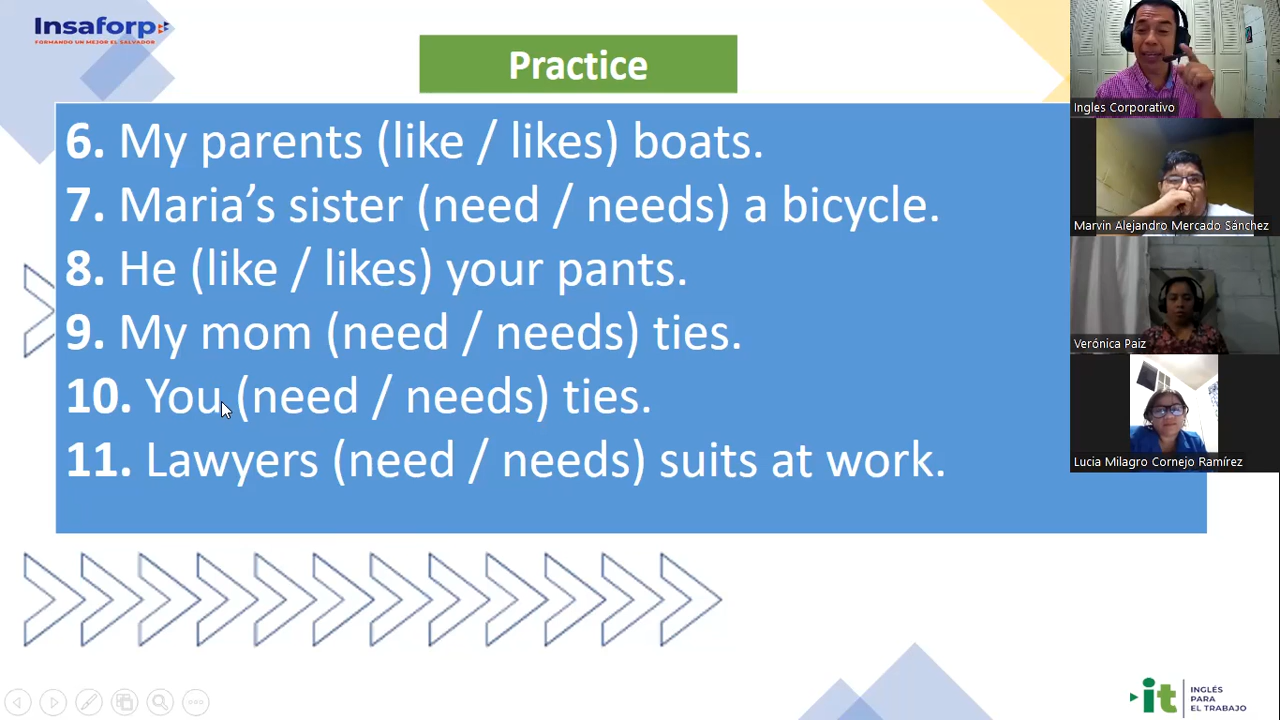 Insaforp
FORMANDO UN MEJOR EL SALVADOR
Practice
6. My parents (like / likes) boats.
7. Maria’s sister (need / needs) a bicycle.
8. He (like / likes) your pants.
9. My mom (need / needs) ties.
10. You (need / needs) ties.
11. Lawyers (need / needs) suits at work.
Ingles Corporativo
Marvin Alejandro Mercado Sánchez
Verónica Paiz
Lucia Milagro Cornejo Ramírez
it
INGLÉS
PARA
EL TRABAJO